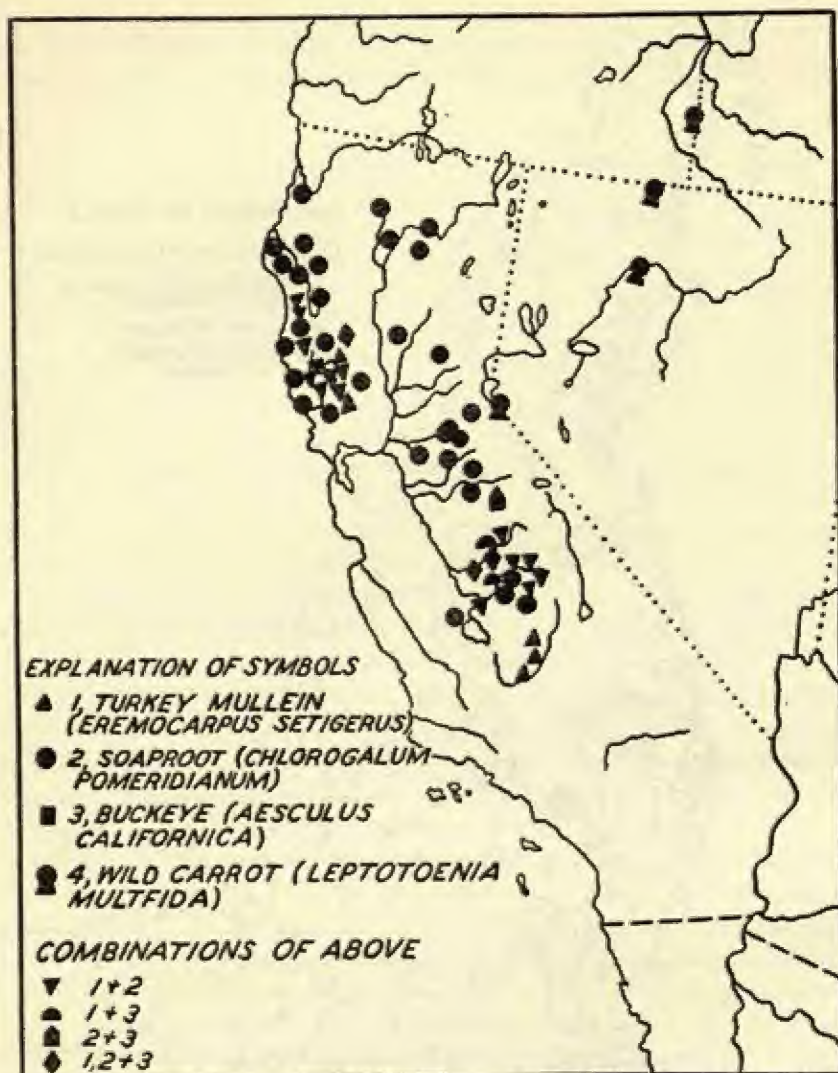 EXPLANATION OF SYMBOLS
1, TURKEY MULLEIN
(EREMOCARPUS SETIGERUS)
2, SOAPROOT (CHLOROGALUM
POMERIDIANUM)
3, BUCKEYE (AESCULUS
CALIFORNICA)
4, WILD CARROT (LEPTOTOENIA
MULTFIDA)
COMBINATIONS OF ABOVE
1+2
1+3
2+3
1,2+3